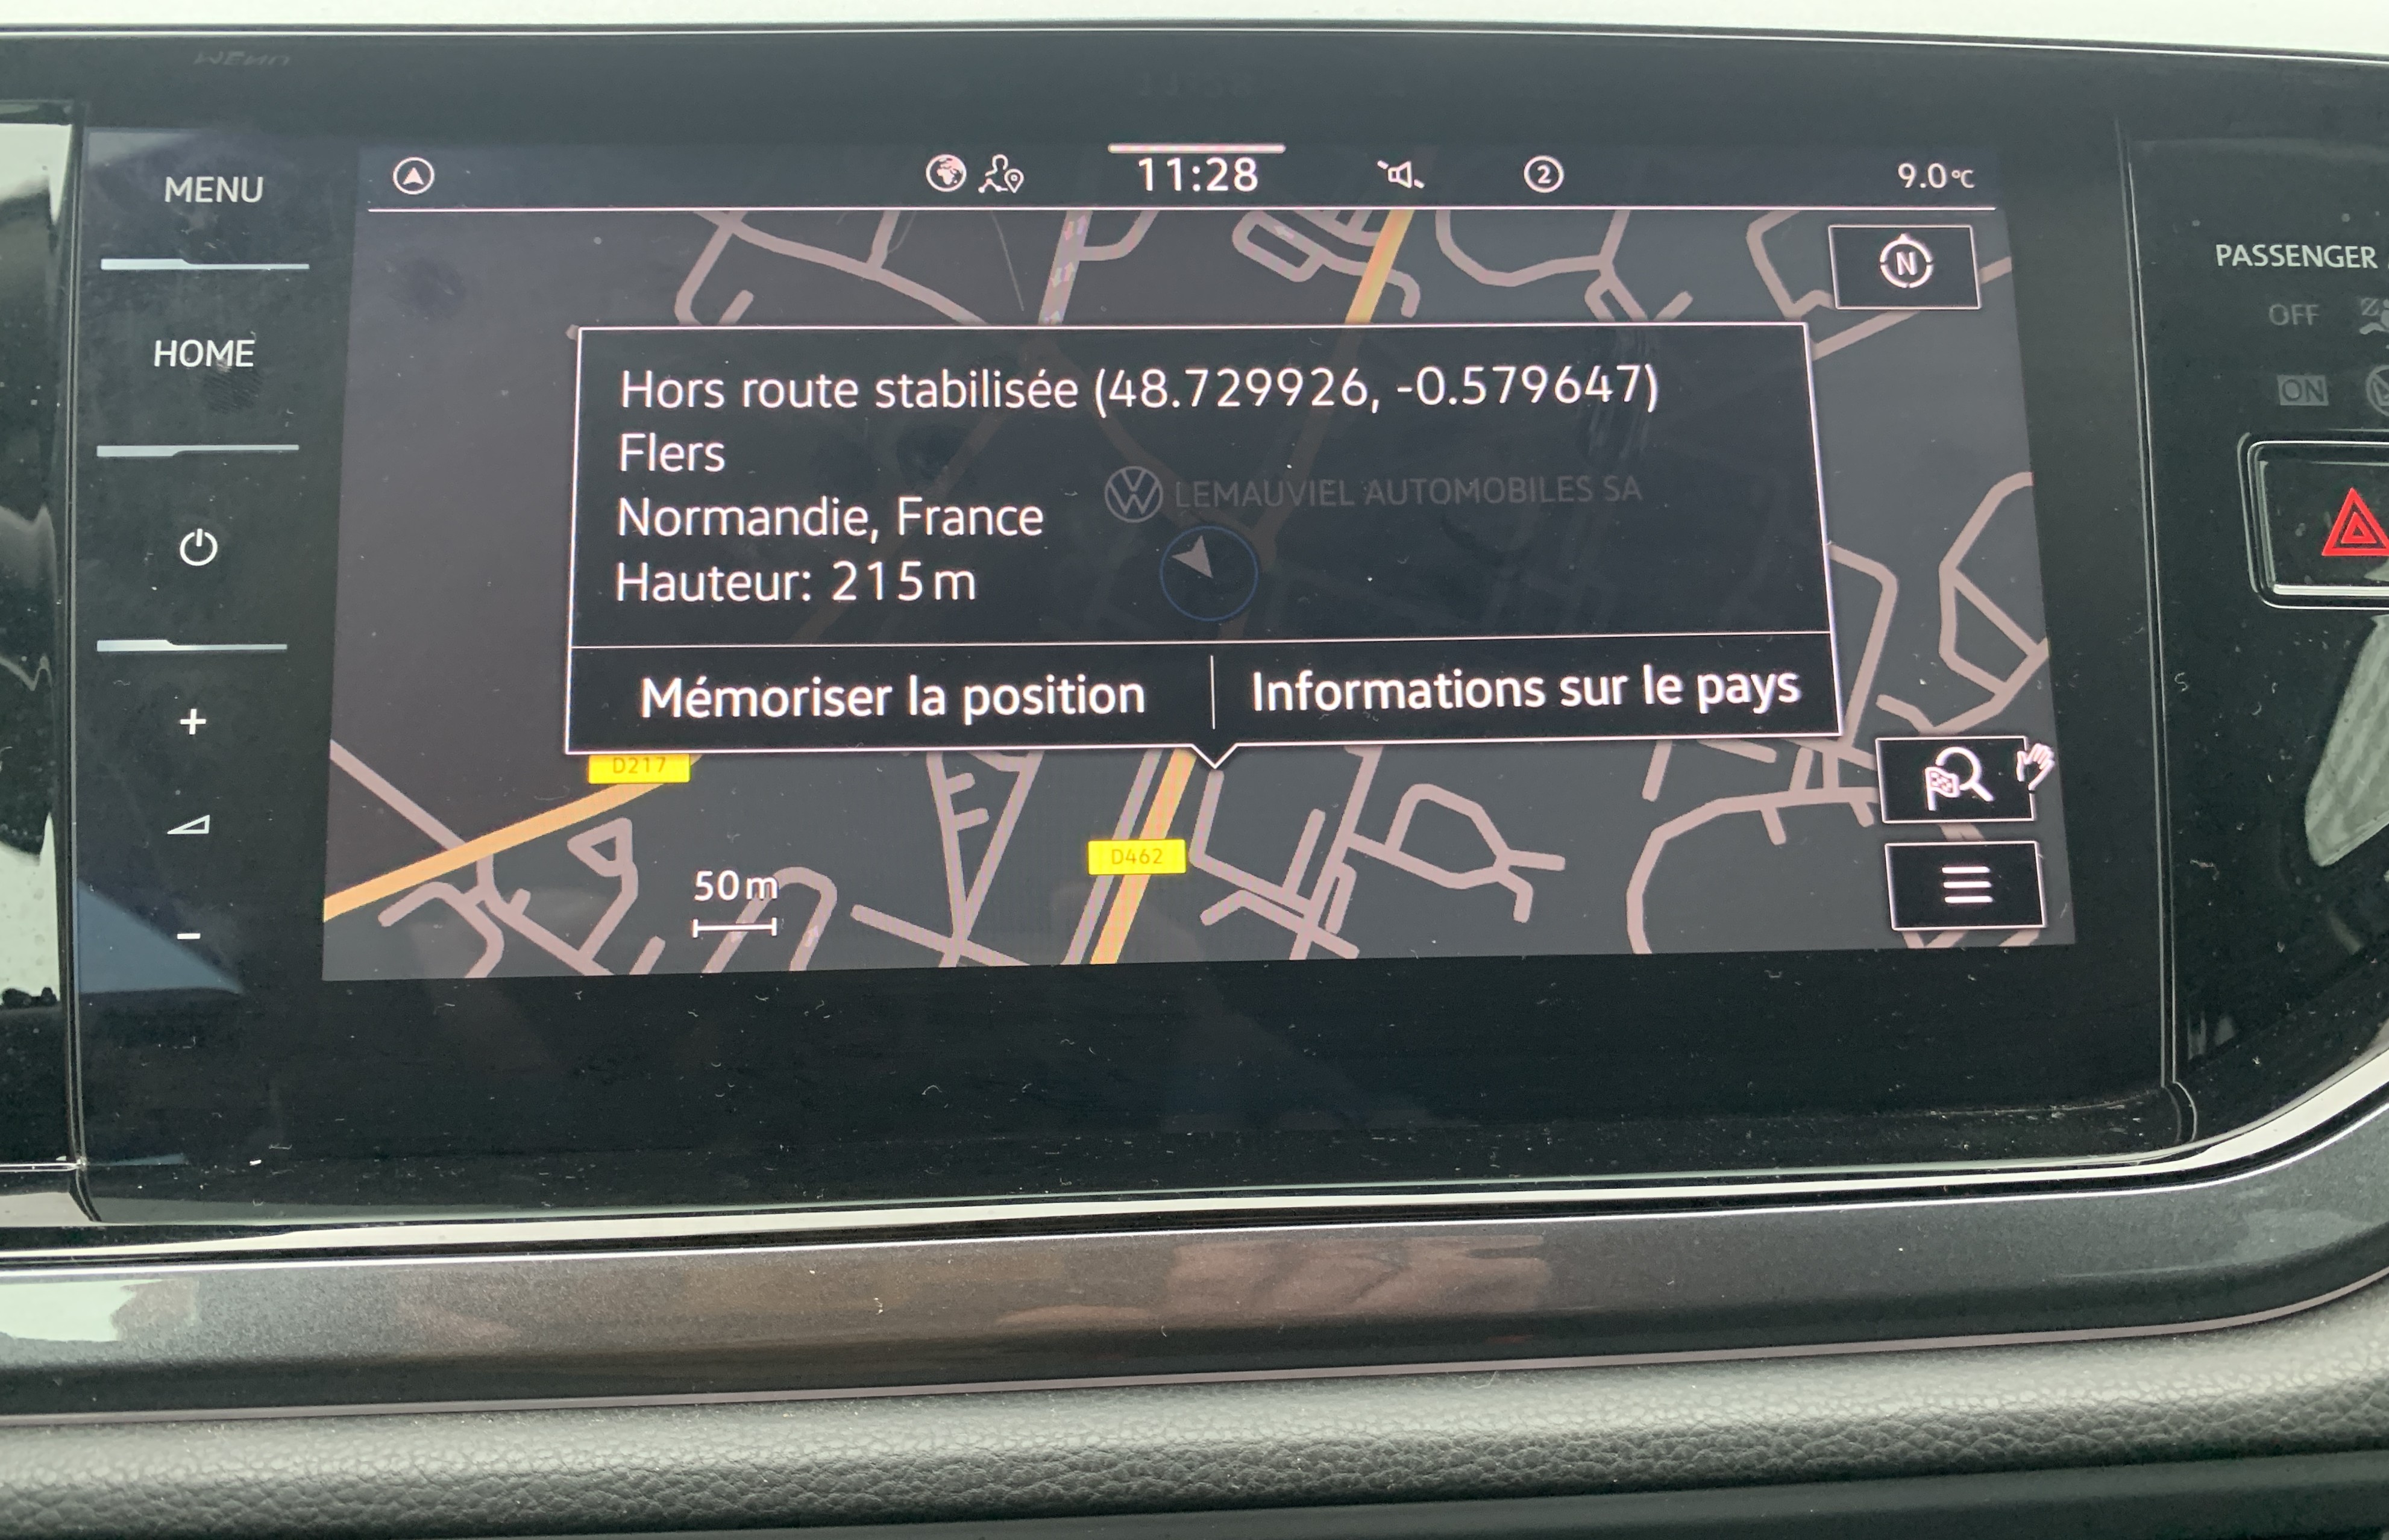 MENU
11:28
2
9.0°C
N
PASSENGER
OFF
HOME
ON
Hors route stabilisée (48.729926, -0.579647)
Flers
LEMAUVIEL AUTOMOBILES SA
Normandie, France
Hauteur: 215 m
Mémoriser la position
Informations sur le pays
+
D217
D462
50 m
-